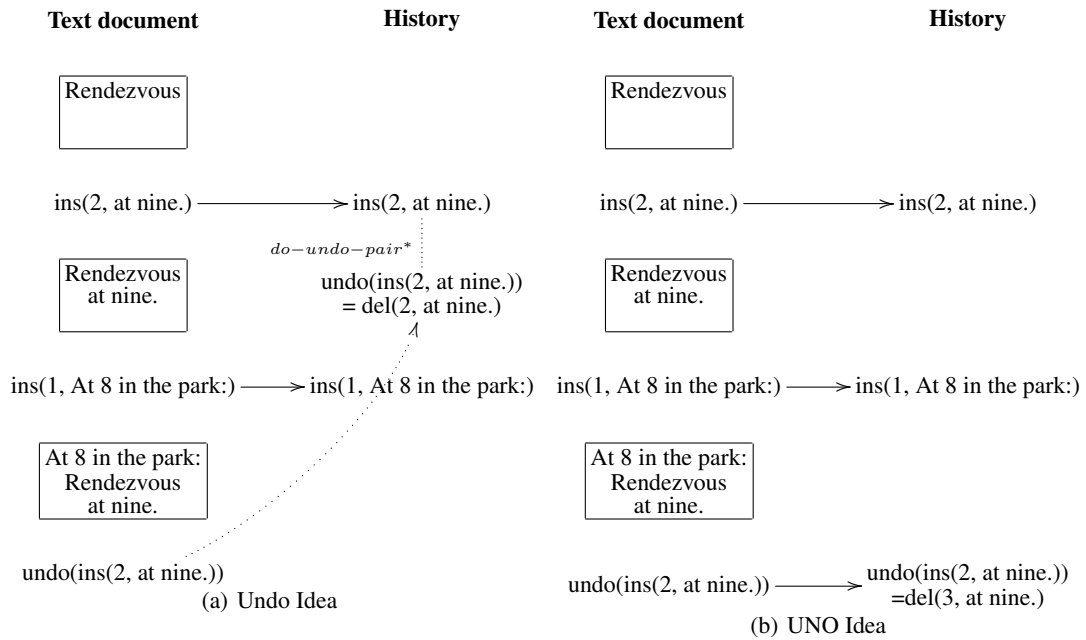 Text document
History
Rendezvous
ins(2, at nine.)
ins(2, at nine.)
do−undo−pair*
Rendezvous
at nine.
undo(ins(2, at nine.))
= del(2, at nine.)
ins(1, At 8 in the park:)
ins(1, At 8 in the park:)
At 8 in the park:
Rendezvous
at nine.
undo(ins(2, at nine.))
(a) Undo Idea
Text document
History
Rendezvous
ins(2, at nine.)
ins(2, at nine.)
Rendezvous
at nine.
ins(1, At 8 in the park:)
ins(1, At 8 in the park:)
At 8 in the park:
Rendezvous
at nine.
undo(ins(2, at nine.))
undo(ins(2, at nine.))
=del(3, at nine.)
(b) UNO Idea